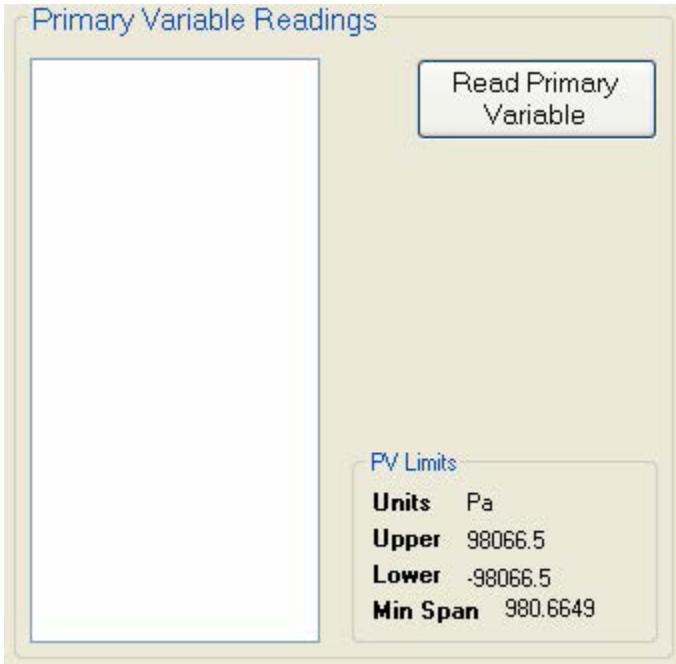 Primary Variable Readings
Read Primary
Variable
PV Limits
Units Pa
Upper 98066.5
Lower -98066.5
Min Span 980.6649